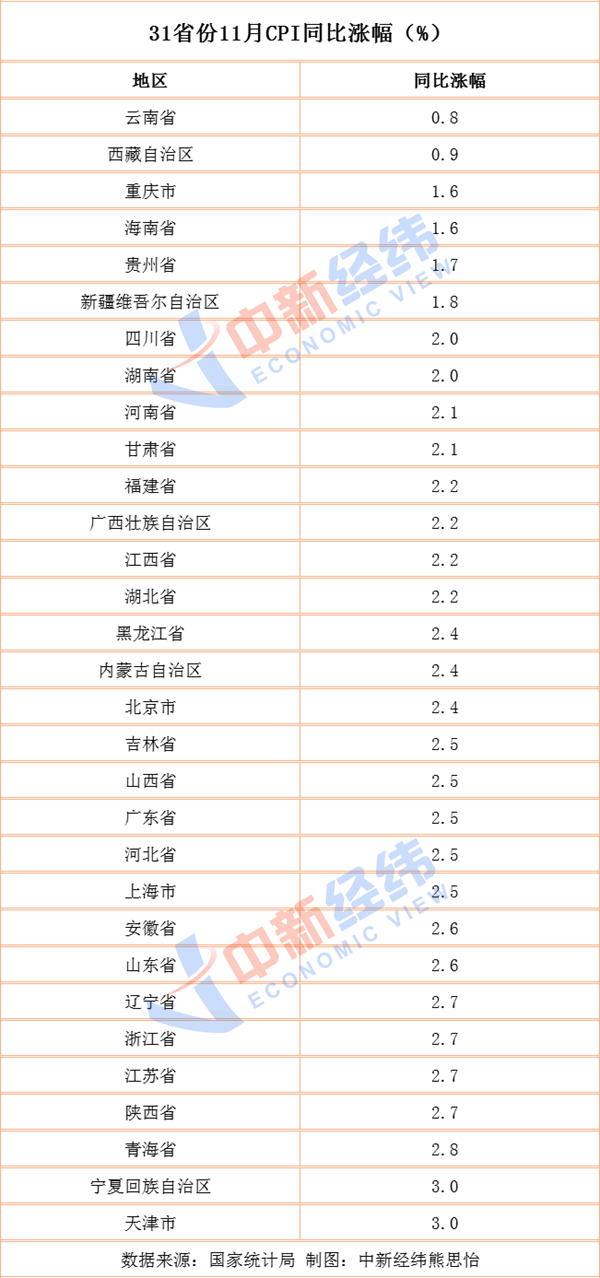 31省份11月CPI同比涨幅（%）
地区 同比涨幅
云南省 0.8
西藏自治区 0.9
重庆市 1.6
海南省 1.6
贵州省 1.7
新疆维吾尔自治区 1.8
四川省 2.0
湖南省 2.0
河南省 2.1
甘肃省 2.1
福建省 2.2
广西壮族自治区 2.2
江西省 2.2
湖北省 2.2
黑龙江省 2.4
内蒙古自治区 2.4
北京市 2.4
吉林省 2.5
山西省 2.5
广东省 2.5
河北省 2.5
上海市 2.5
安徽省 2.6
山东省 2.6
辽宁省 2.7
浙江省 2.7
江苏省 2.7
陕西省 2.7
青海省 2.8
宁夏回族自治区 3.0
天津市 3.0
数据来源：国家统计局 制图：中新经纬熊思怡
中新经纬
ECONOMIC VIEW
中新经纬
ECONOMIC VIEW